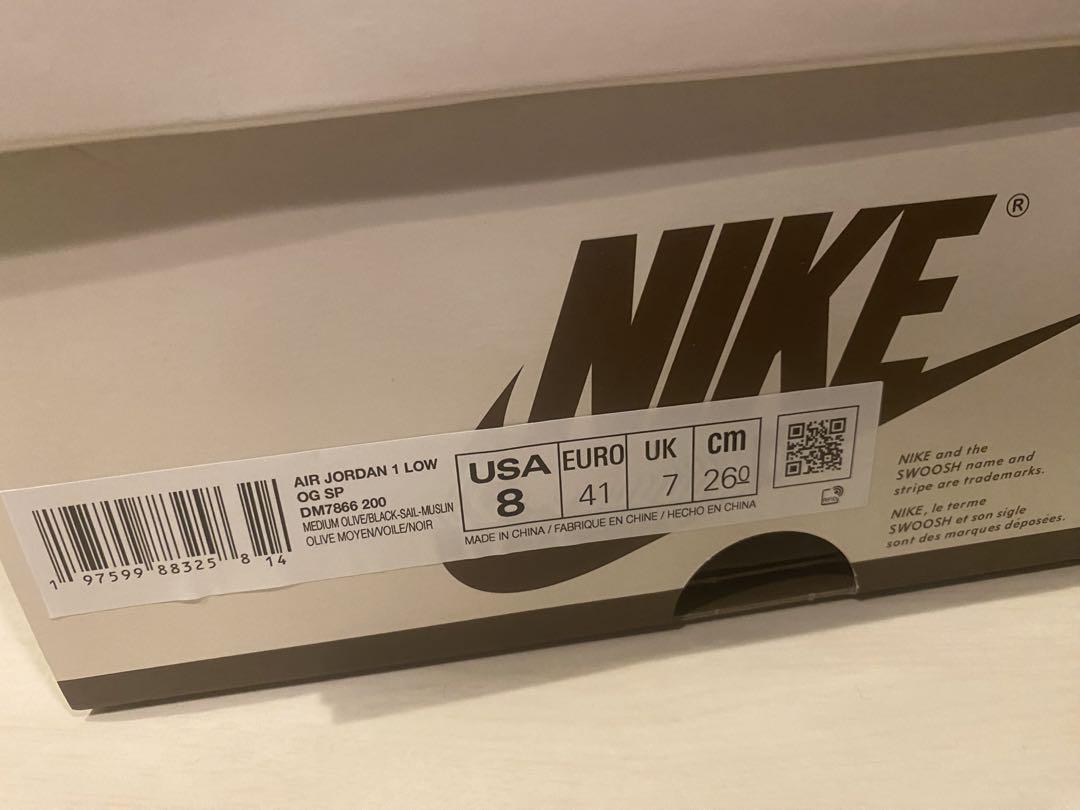 NIKE ®
AIR JORDAN 1 LOW
OG SP
DM7866 200
MEDIUM OLIVE/BLACK-SAIL-MUSLIN
OLIVE MOYEN/VOILE/NOIR
1 97599 88325 8 14
USA
8
EURO
41
UK
7
cm
260
MADE IN CHINA / FABRIQUE EN CHINE / HECHO EN CHINA
NIKE and the
SWOOSH name and
stripe are trademarks.
NIKE, le terme
SWOOSH et son sigle
sont des marques déposées.